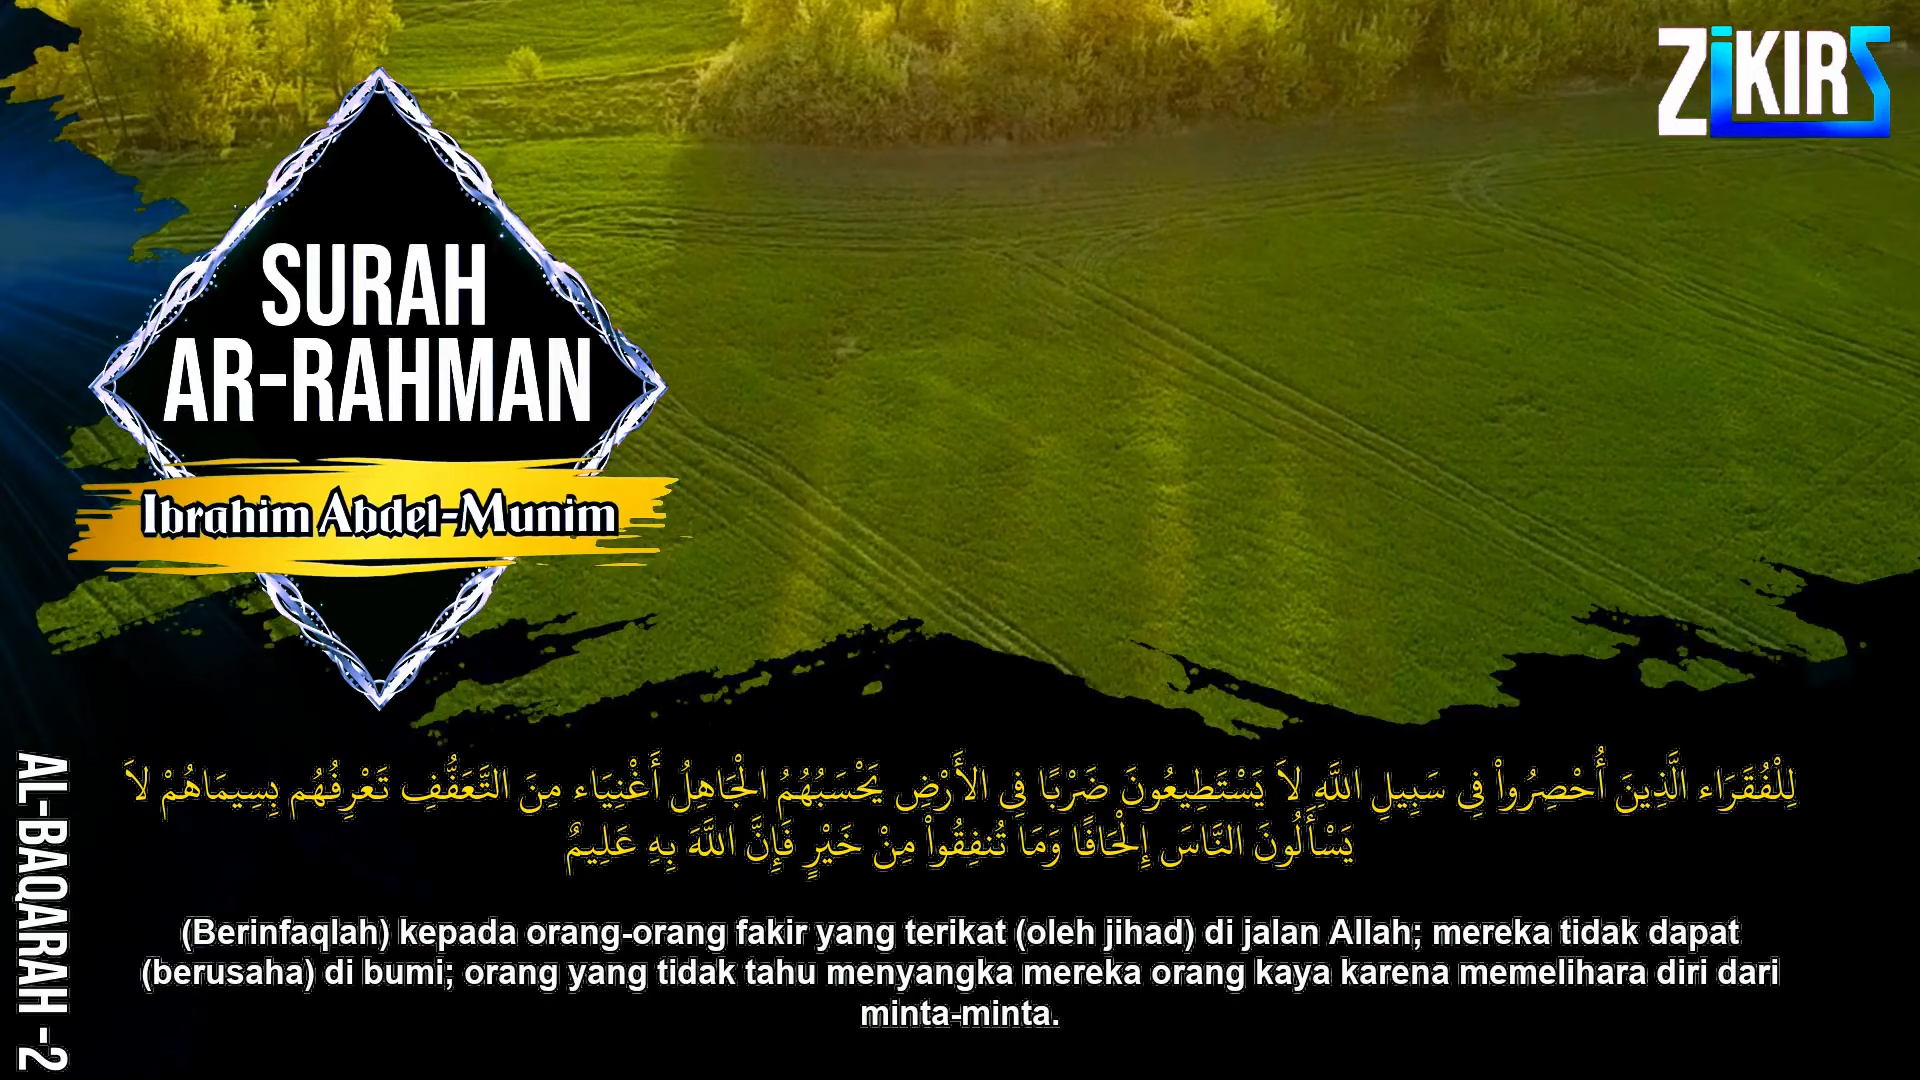 ZiKIRS
SURAH
AR-RAHMAN
Ibrahim Abdel-Munim
AL-BAQARAH -2
لِلْفُقَرَاء الَّذِينَ أُحْصِرُواْ فِي سَبِيلِ اللَّهِ لاَ يَسْتَطِيعُونَ ضَرْبًا فِي الأَرْضِ يَحْسَبُهُمُ الْجَاهِلُ أَغْنِيَاء مِنَ التَّعَفُّفِ تَعْرِفُهُم بِسِيمَاهُمْ لاَ
يَسْأَلُونَ النَّاسَ إِلْحَافًا وَمَا تُنفِقُواْ مِنْ خَيْرٍ فَإِنَّ اللَّهَ بِهِ عَلِيمٌ
(Berinfaqlah) kepada orang-orang fakir yang terikat (oleh jihad) di jalan Allah; mereka tidak dapat
(berusaha) di bumi; orang yang tidak tahu menyangka mereka orang kaya karena memelihara diri dari
minta-minta.